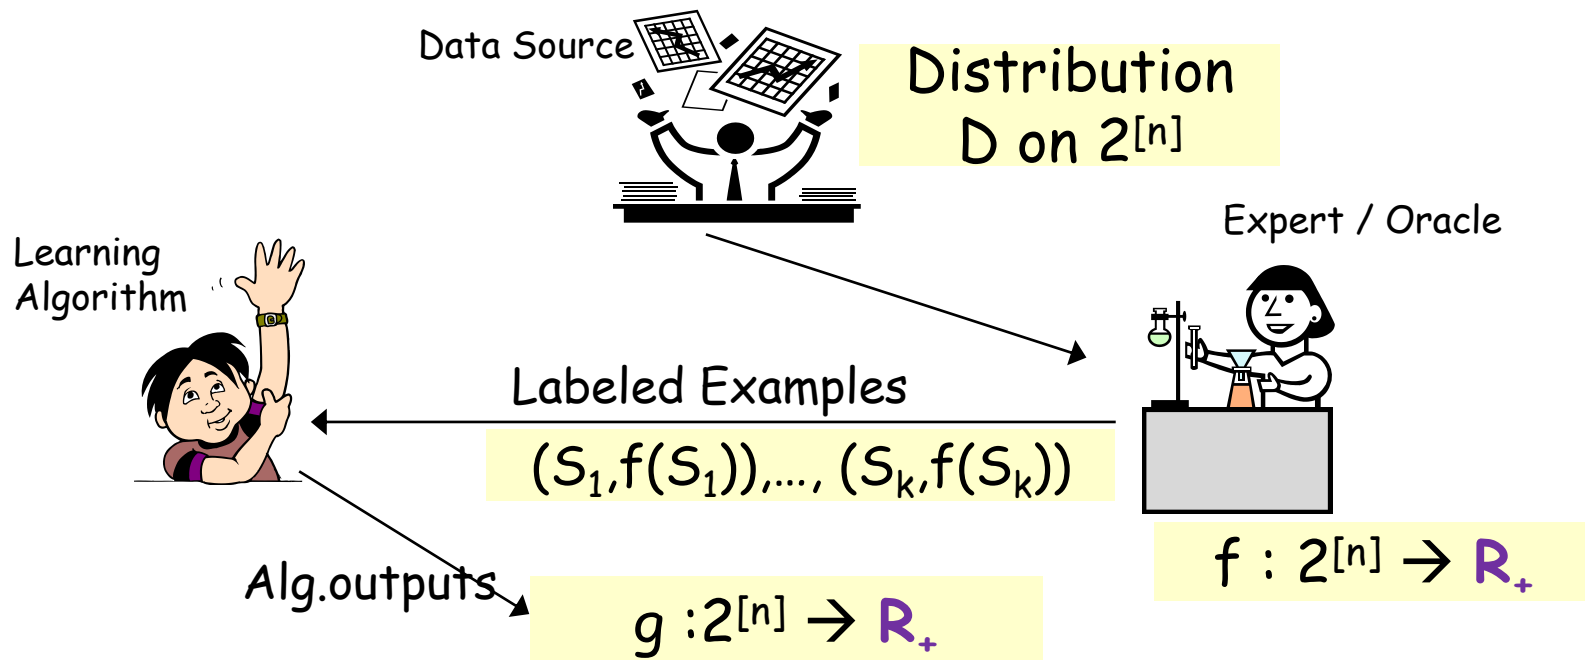 Data Source
Distribution
D on 2[n]
Expert / Oracle
Learning
Algorithm
Labeled Examples
(S1,f(S1)),..., (Sk,f(Sk))
f : 2[n] → R+
Alg.outputs
g :2[n] → R+